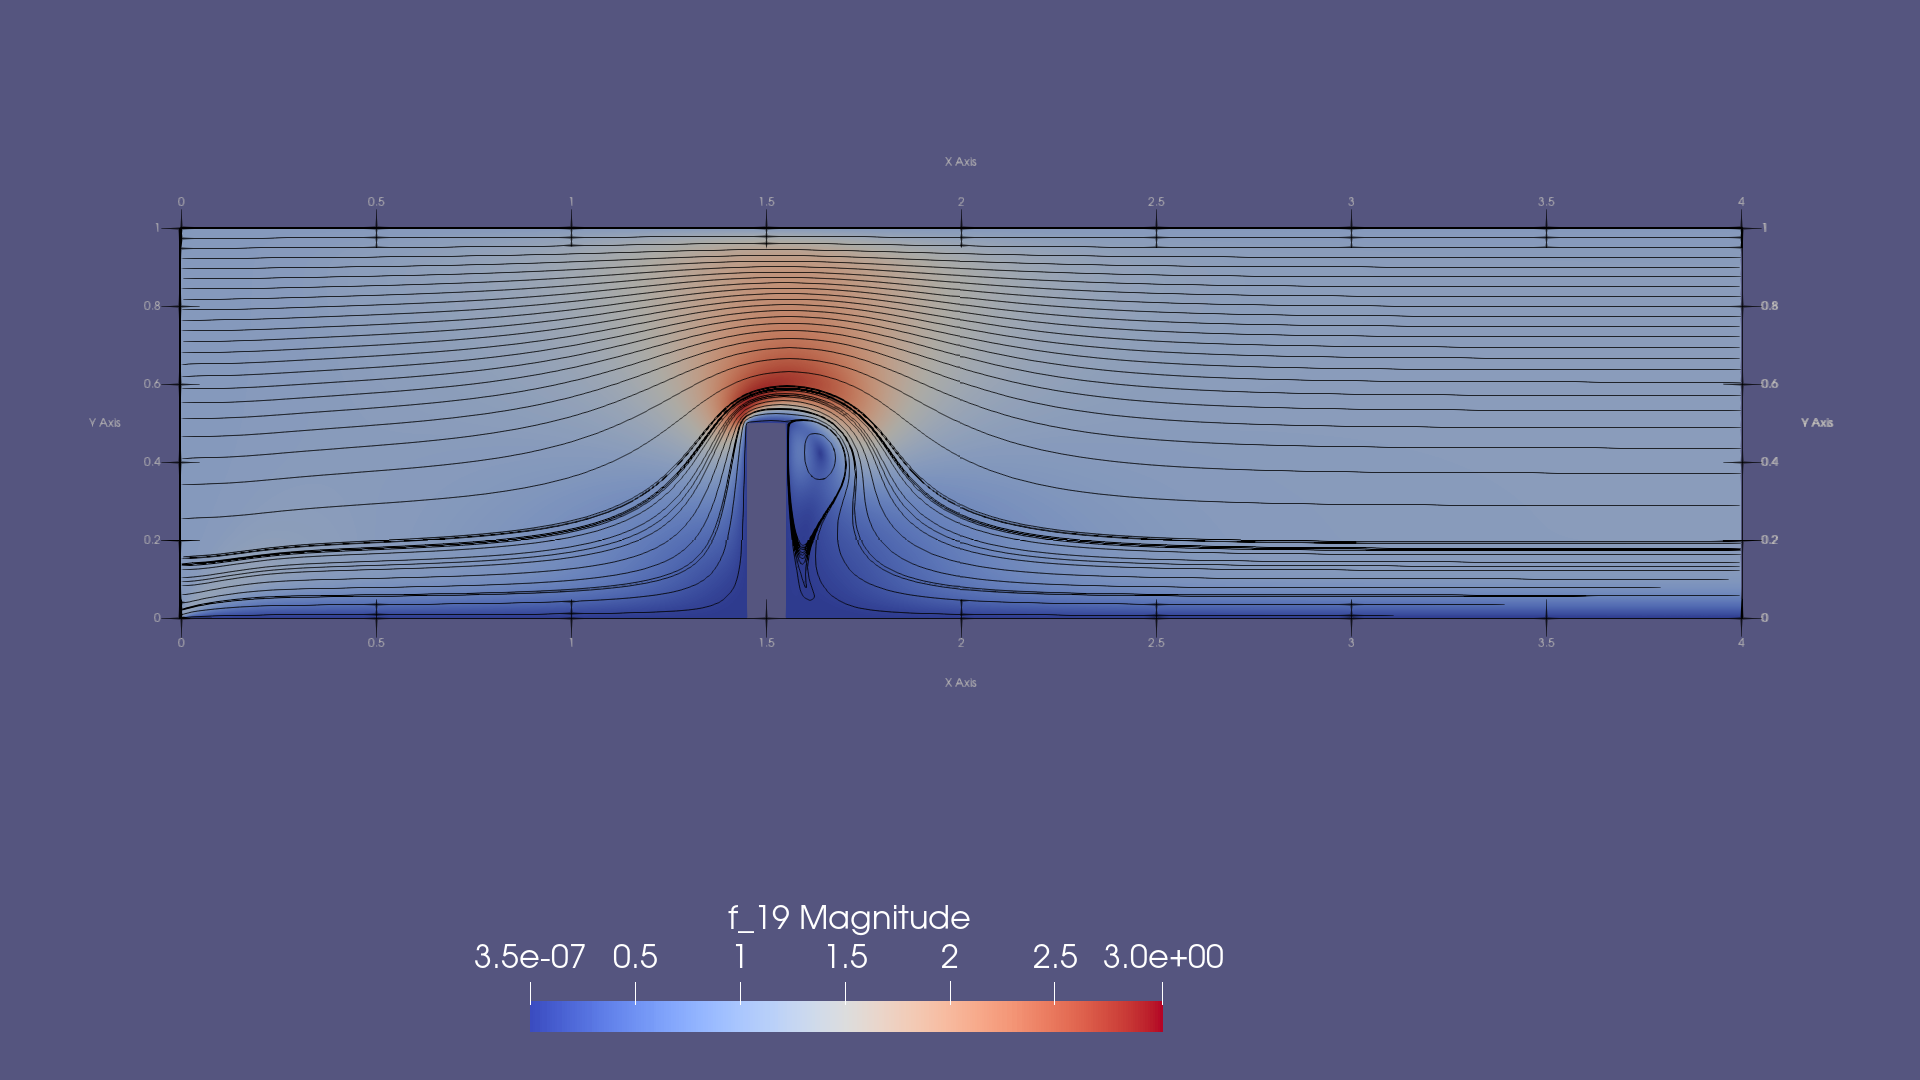 X Axis
0 0.5 1 1.5 2 2.5 3 3.5 4
1 1
0.8 0.8
0.6 0.6
Y Axis Y Axis
0.4 0.4
0.2 0.2
0 0
0 0.5 1 1.5 2 2.5 3 3.5 4
X Axis
f_19 Magnitude
3.5e-07 0.5 1 1.5 2 2.5 3.0e+00